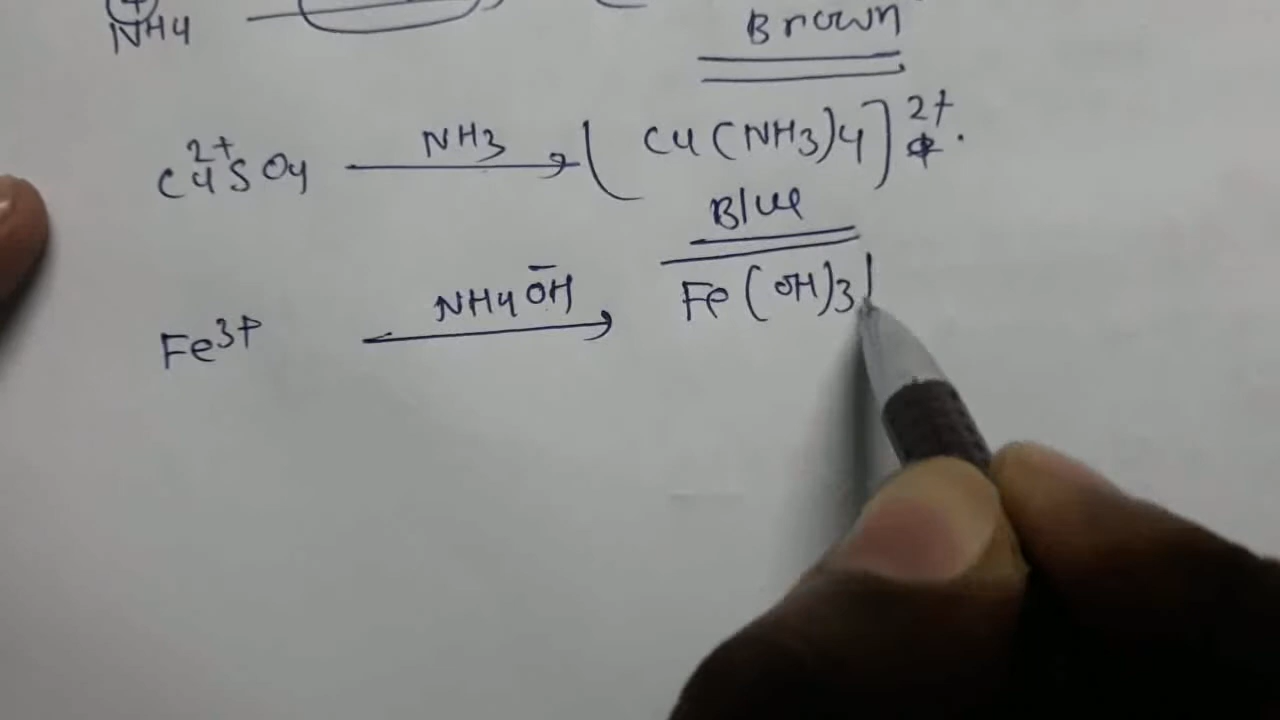 NH4
Brown
Cu2+SO4 NH3 [Cu(NH3)4]2+.
Blue
Fe3+ NH4OH Fe(OH)3